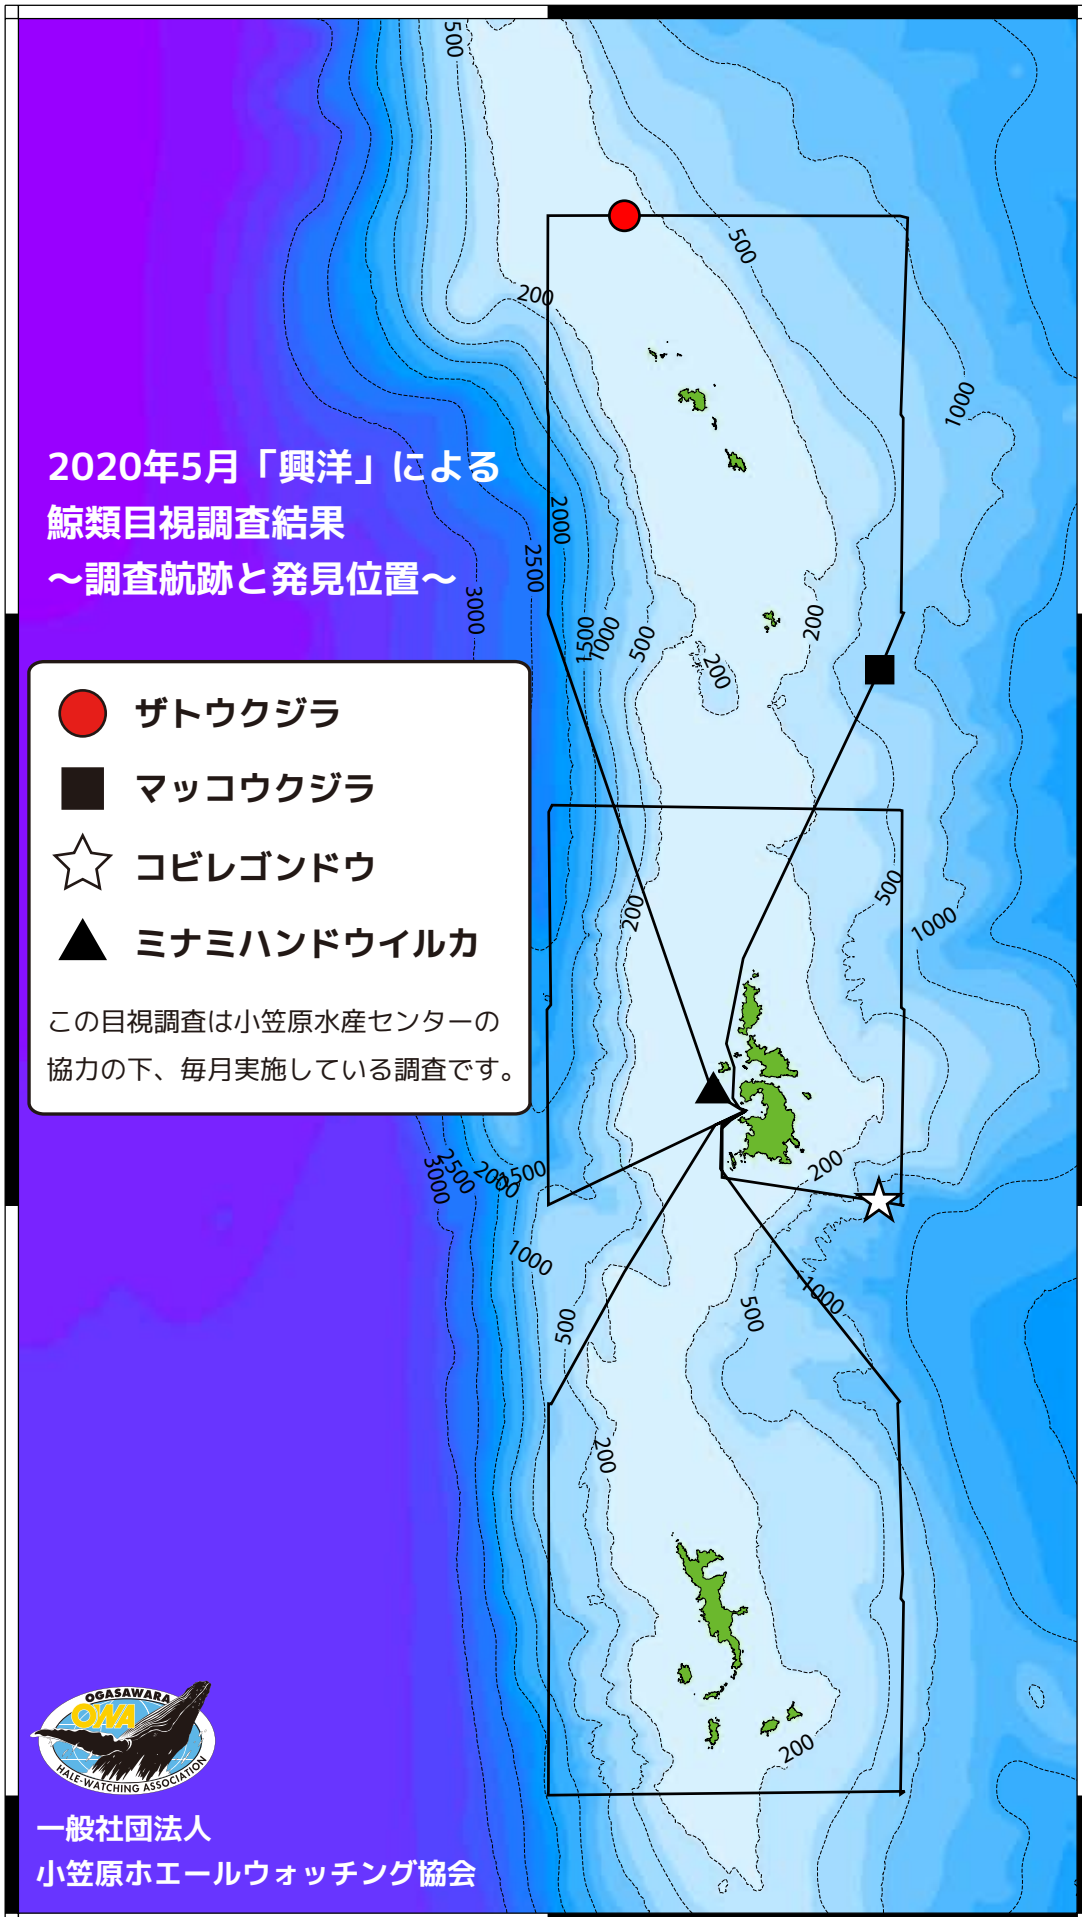 500
500
200
1000
2020年5月「興洋」による
鯨類目視調査結果
～調査航跡と発見位置～
2000
2500
3000
1500
1000
500
200
200
ザトウクジラ
マッコウクジラ
コビレゴンドウ
ミナミハンドウイルカ
この目視調査は小笠原水産センターの
協力の下、毎月実施している調査です。
200
500
1000
3000
2500
2000
1500
200
1000
500
500
1000
200
200
OGASAWARA
OWA
HALE-WATCHING ASSOCIATION
一般社団法人
小笠原ホエールウォッチング協会